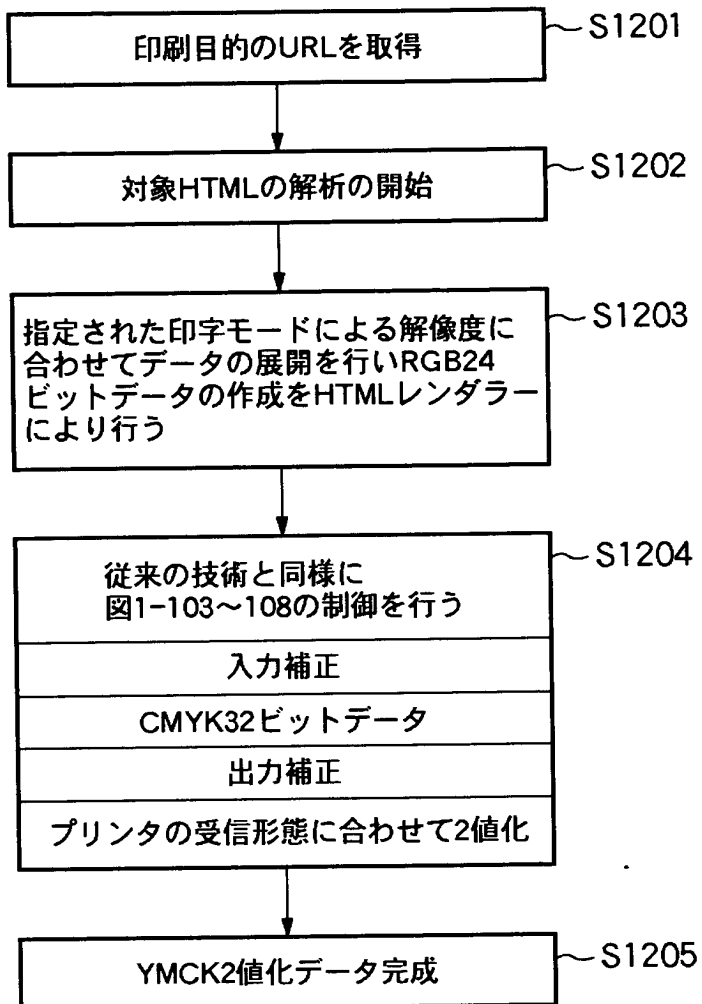 印刷目的のURLを取得
S1201
対象HTMLの解析の開始
S1202
指定された印字モードによる解像度に
合わせてデータの展開を行いRGB24
ビットデータの作成をHTMLレンダラー
により行う
S1203
従来の技術と同様に
図1-103〜108の制御を行う
S1204
入力補正
CMYK32ビットデータ
出力補正
プリンタの受信形態に合わせて2値化
YMCK2値化データ完成
S1205